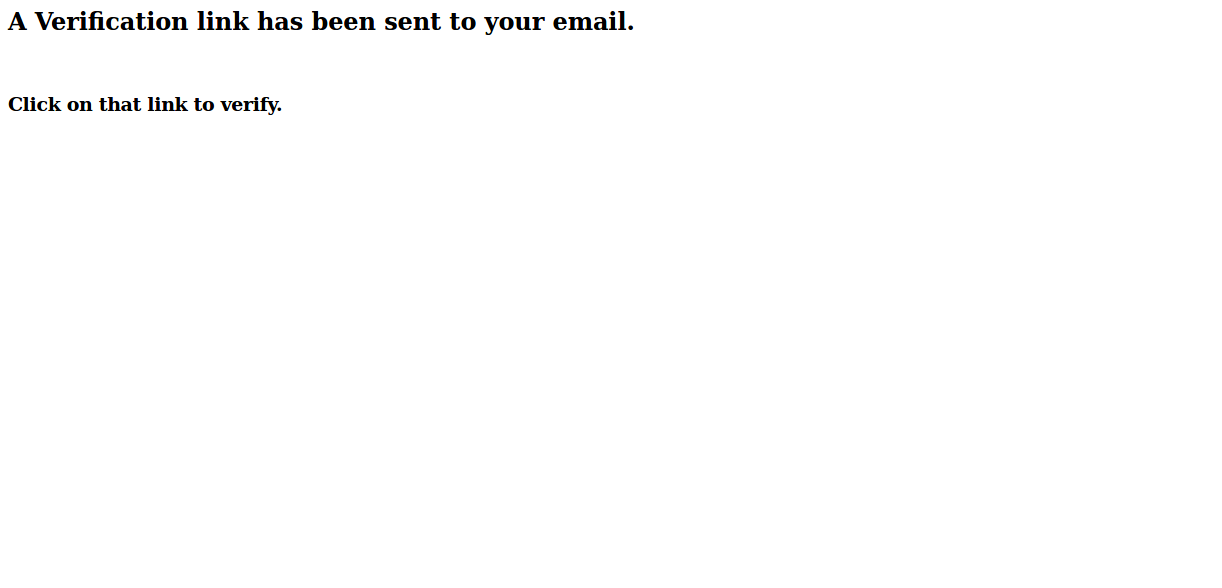 A Verification link has been sent to your email.
Click on that link to verify.